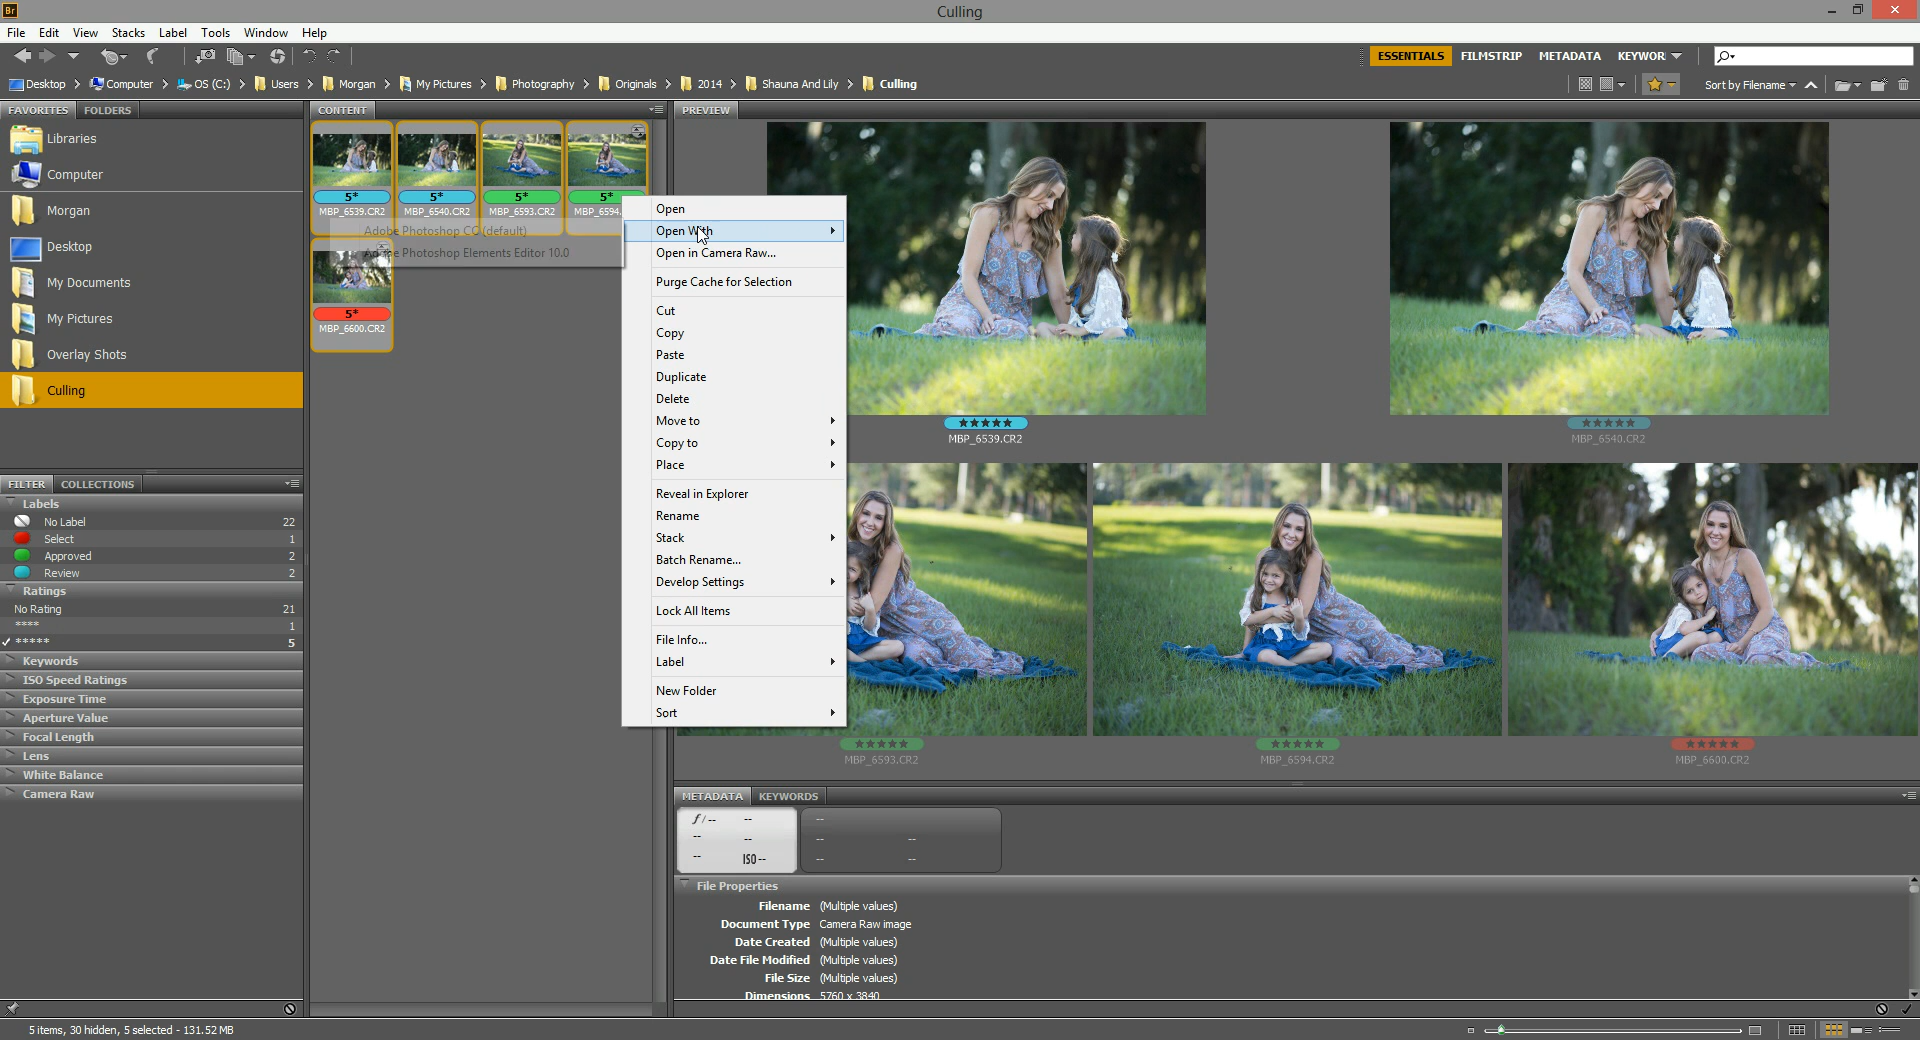 Br
Culling
File Edit View Stacks Label Tools Window Help
ESSENTIALS FILMSTRIP METADATA KEYWOR
Desktop Computer OS (C:) Users Morgan My Pictures Photography Originals 2014 Shauna And Lily Culling
Sort by Filename
FAVORITES FOLDERS
Libraries
Computer
Morgan
Desktop
My Documents
My Pictures
Overlay Shots
Culling
FILTER COLLECTIONS
Labels
No Label 22
Select 1
Approved 2
Review 2
Ratings
No Rating 21
**** 1
***** 5
Keywords
ISO Speed Ratings
Exposure Time
Aperture Value
Focal Length
Lens
White Balance
Camera Raw
CONTENT
5* 5* 5* 5*
MBP_6539.CR2 MBP_6540.CR2 MBP_6593.CR2 MBP_6594.
Adobe Photoshop CC (default)
Adobe Photoshop Elements Editor 10.0
5*
MBP_6600.CR2
Open
Open With
Open in Camera Raw...
Purge Cache for Selection
Cut
Copy
Paste
Duplicate
Delete
Move to
Copy to
Place
Reveal in Explorer
Rename
Stack
Batch Rename...
Develop Settings
Lock All Items
File Info...
Label
New Folder
Sort
PREVIEW
★★★★★ ★★★★★
MBP_6539.CR2 MBP_6540.CR2
★★★★★ ★★★★★ ★★★★★
MBP_6593.CR2 MBP_6594.CR2 MBP_6600.CR2
METADATA KEYWORDS
f/-- -- --
-- -- -- --
-- ISO-- -- --
File Properties
Filename (Multiple values)
Document Type Camera Raw image
Date Created (Multiple values)
Date File Modified (Multiple values)
File Size (Multiple values)
Dimensions 5760 x 3840
5 items, 30 hidden, 5 selected - 131.52 MB